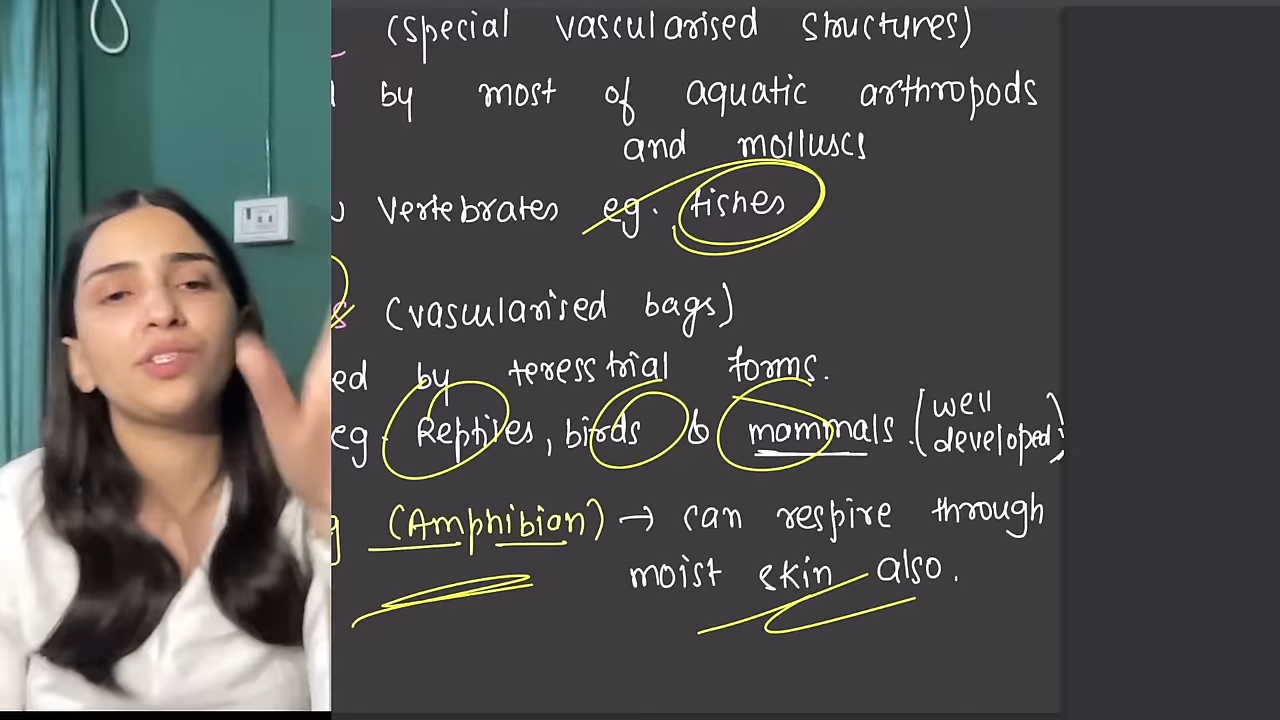 (special vascularised structures)
by most of aquatic arthropods
and molluscs
Vertebrates eg. fishes
(vascularised bags)
ed by teresstrial forms.
eg. Reptiles, birds & mammals. (well developed)
(Amphibian) → can respire through
moist skin also.